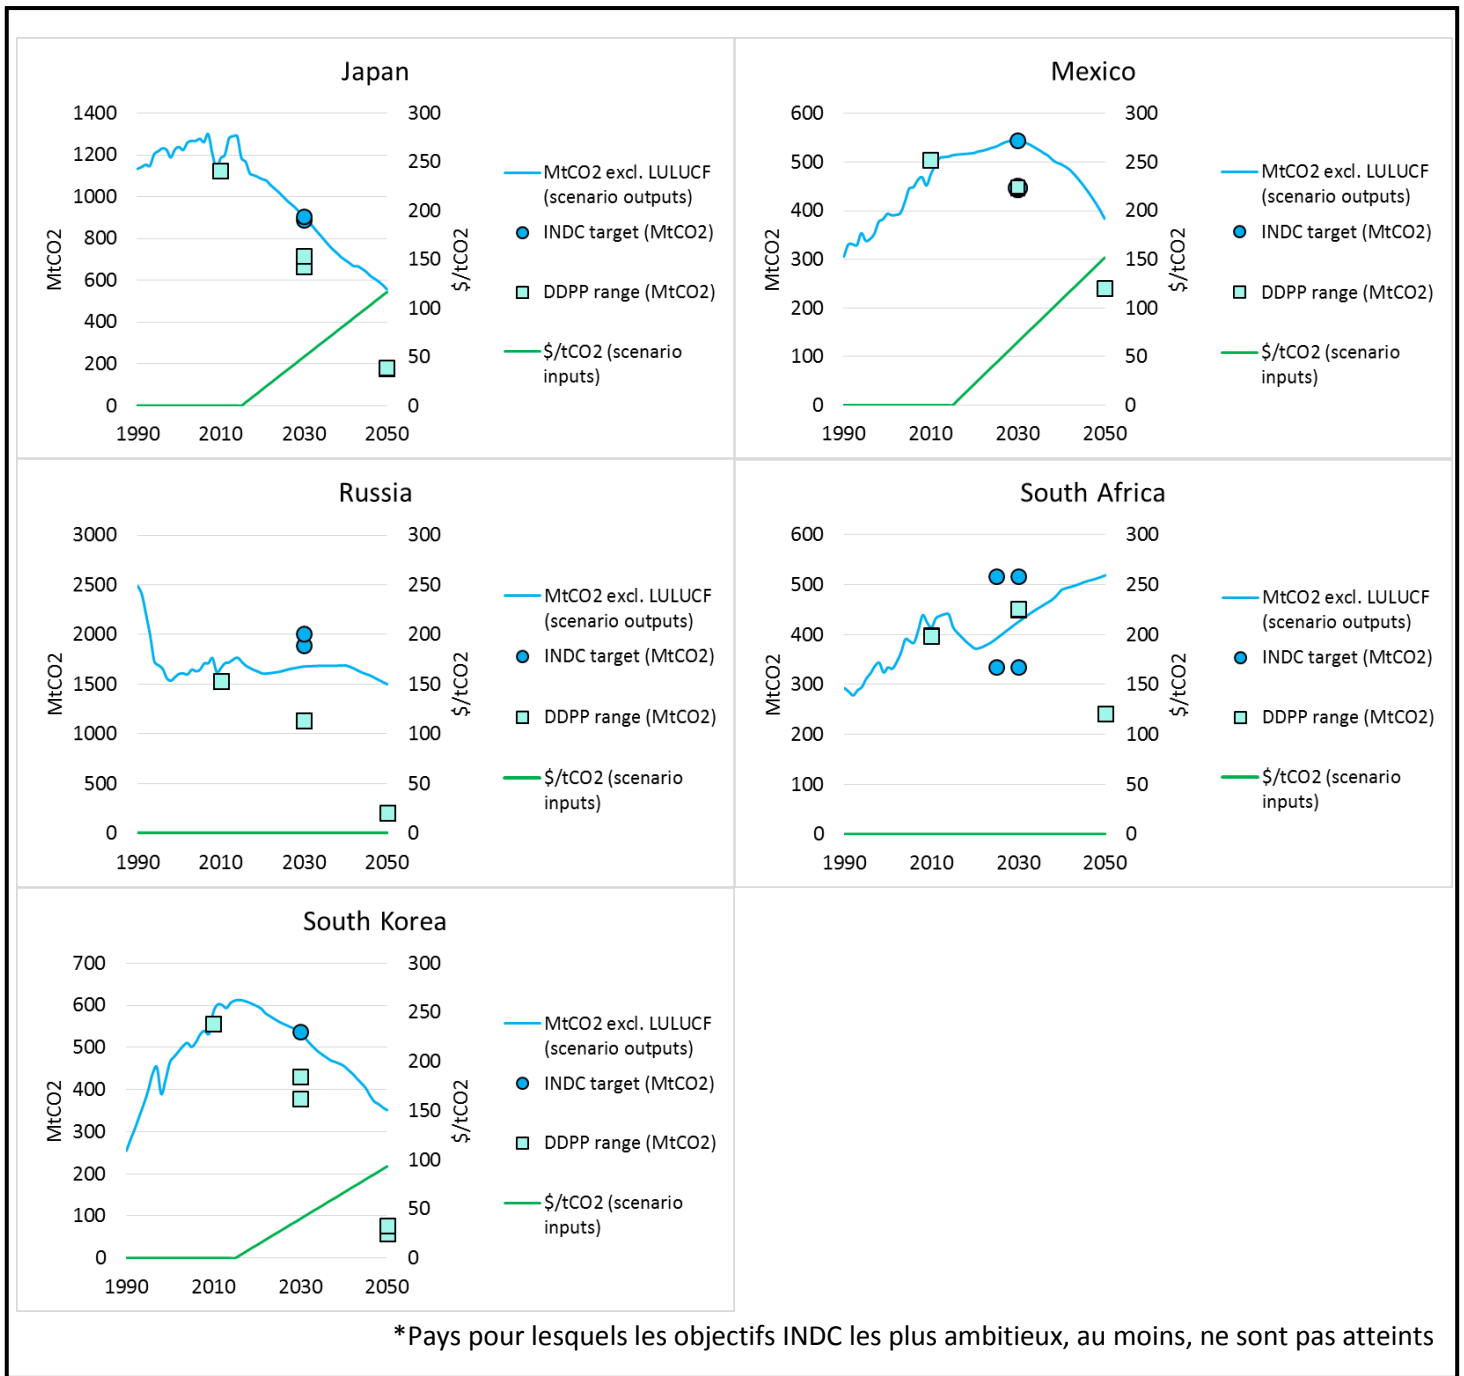 Japan
1400
1200
1000
800
600
400
200
0
300
250
200
150
100
50
0
1990 2010 2030 2050
MtCO2
$/tCO2
MtCO2 excl. LULUCF
(scenario outputs)
INDC target (MtCO2)
DDPP range (MtCO2)
$/tCO2 (scenario
inputs)
Mexico
600
500
400
300
200
100
0
300
250
200
150
100
50
0
1990 2010 2030 2050
MtCO2
$/tCO2
MtCO2 excl. LULUCF
(scenario outputs)
INDC target (MtCO2)
DDPP range (MtCO2)
$/tCO2 (scenario
inputs)
Russia
3000
2500
2000
1500
1000
500
0
300
250
200
150
100
50
0
1990 2010 2030 2050
MtCO2
$/tCO2
MtCO2 excl. LULUCF
(scenario outputs)
INDC target (MtCO2)
DDPP range (MtCO2)
$/tCO2 (scenario
inputs)
South Africa
600
500
400
300
200
100
0
300
250
200
150
100
50
0
1990 2010 2030 2050
MtCO2
$/tCO2
MtCO2 excl. LULUCF
(scenario outputs)
INDC target (MtCO2)
DDPP range (MtCO2)
$/tCO2 (scenario
inputs)
South Korea
700
600
500
400
300
200
100
0
300
250
200
150
100
50
0
1990 2010 2030 2050
MtCO2
$/tCO2
MtCO2 excl. LULUCF
(scenario outputs)
INDC target (MtCO2)
DDPP range (MtCO2)
$/tCO2 (scenario
inputs)
*Pays pour lesquels les objectifs INDC les plus ambitieux, au moins, ne sont pas atteints